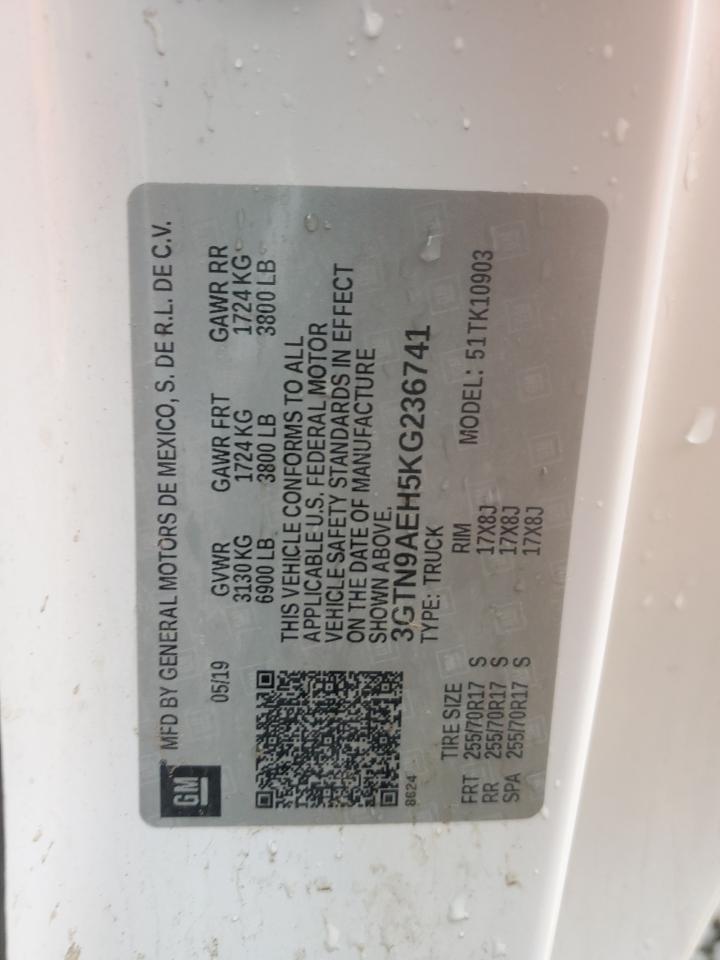 GM
MFD BY GENERAL MOTORS DE MEXICO, S. DE R.L. DE C.V.
05/19
GVWR GAWR FRT GAWR RR
3130 KG 1724 KG 1724 KG
6900 LB 3800 LB 3800 LB
THIS VEHICLE CONFORMS TO ALL
APPLICABLE U.S. FEDERAL MOTOR
VEHICLE SAFETY STANDARDS IN EFFECT
ON THE DATE OF MANUFACTURE
SHOWN ABOVE.
3GTN9AEH5KG236741
8624 TYPE: TRUCK MODEL: 51TK10903
TIRE SIZE RIM
FRT 255/70R17 S 17X8J
RR 255/70R17 S 17X8J
SPA 255/70R17 S 17X8J